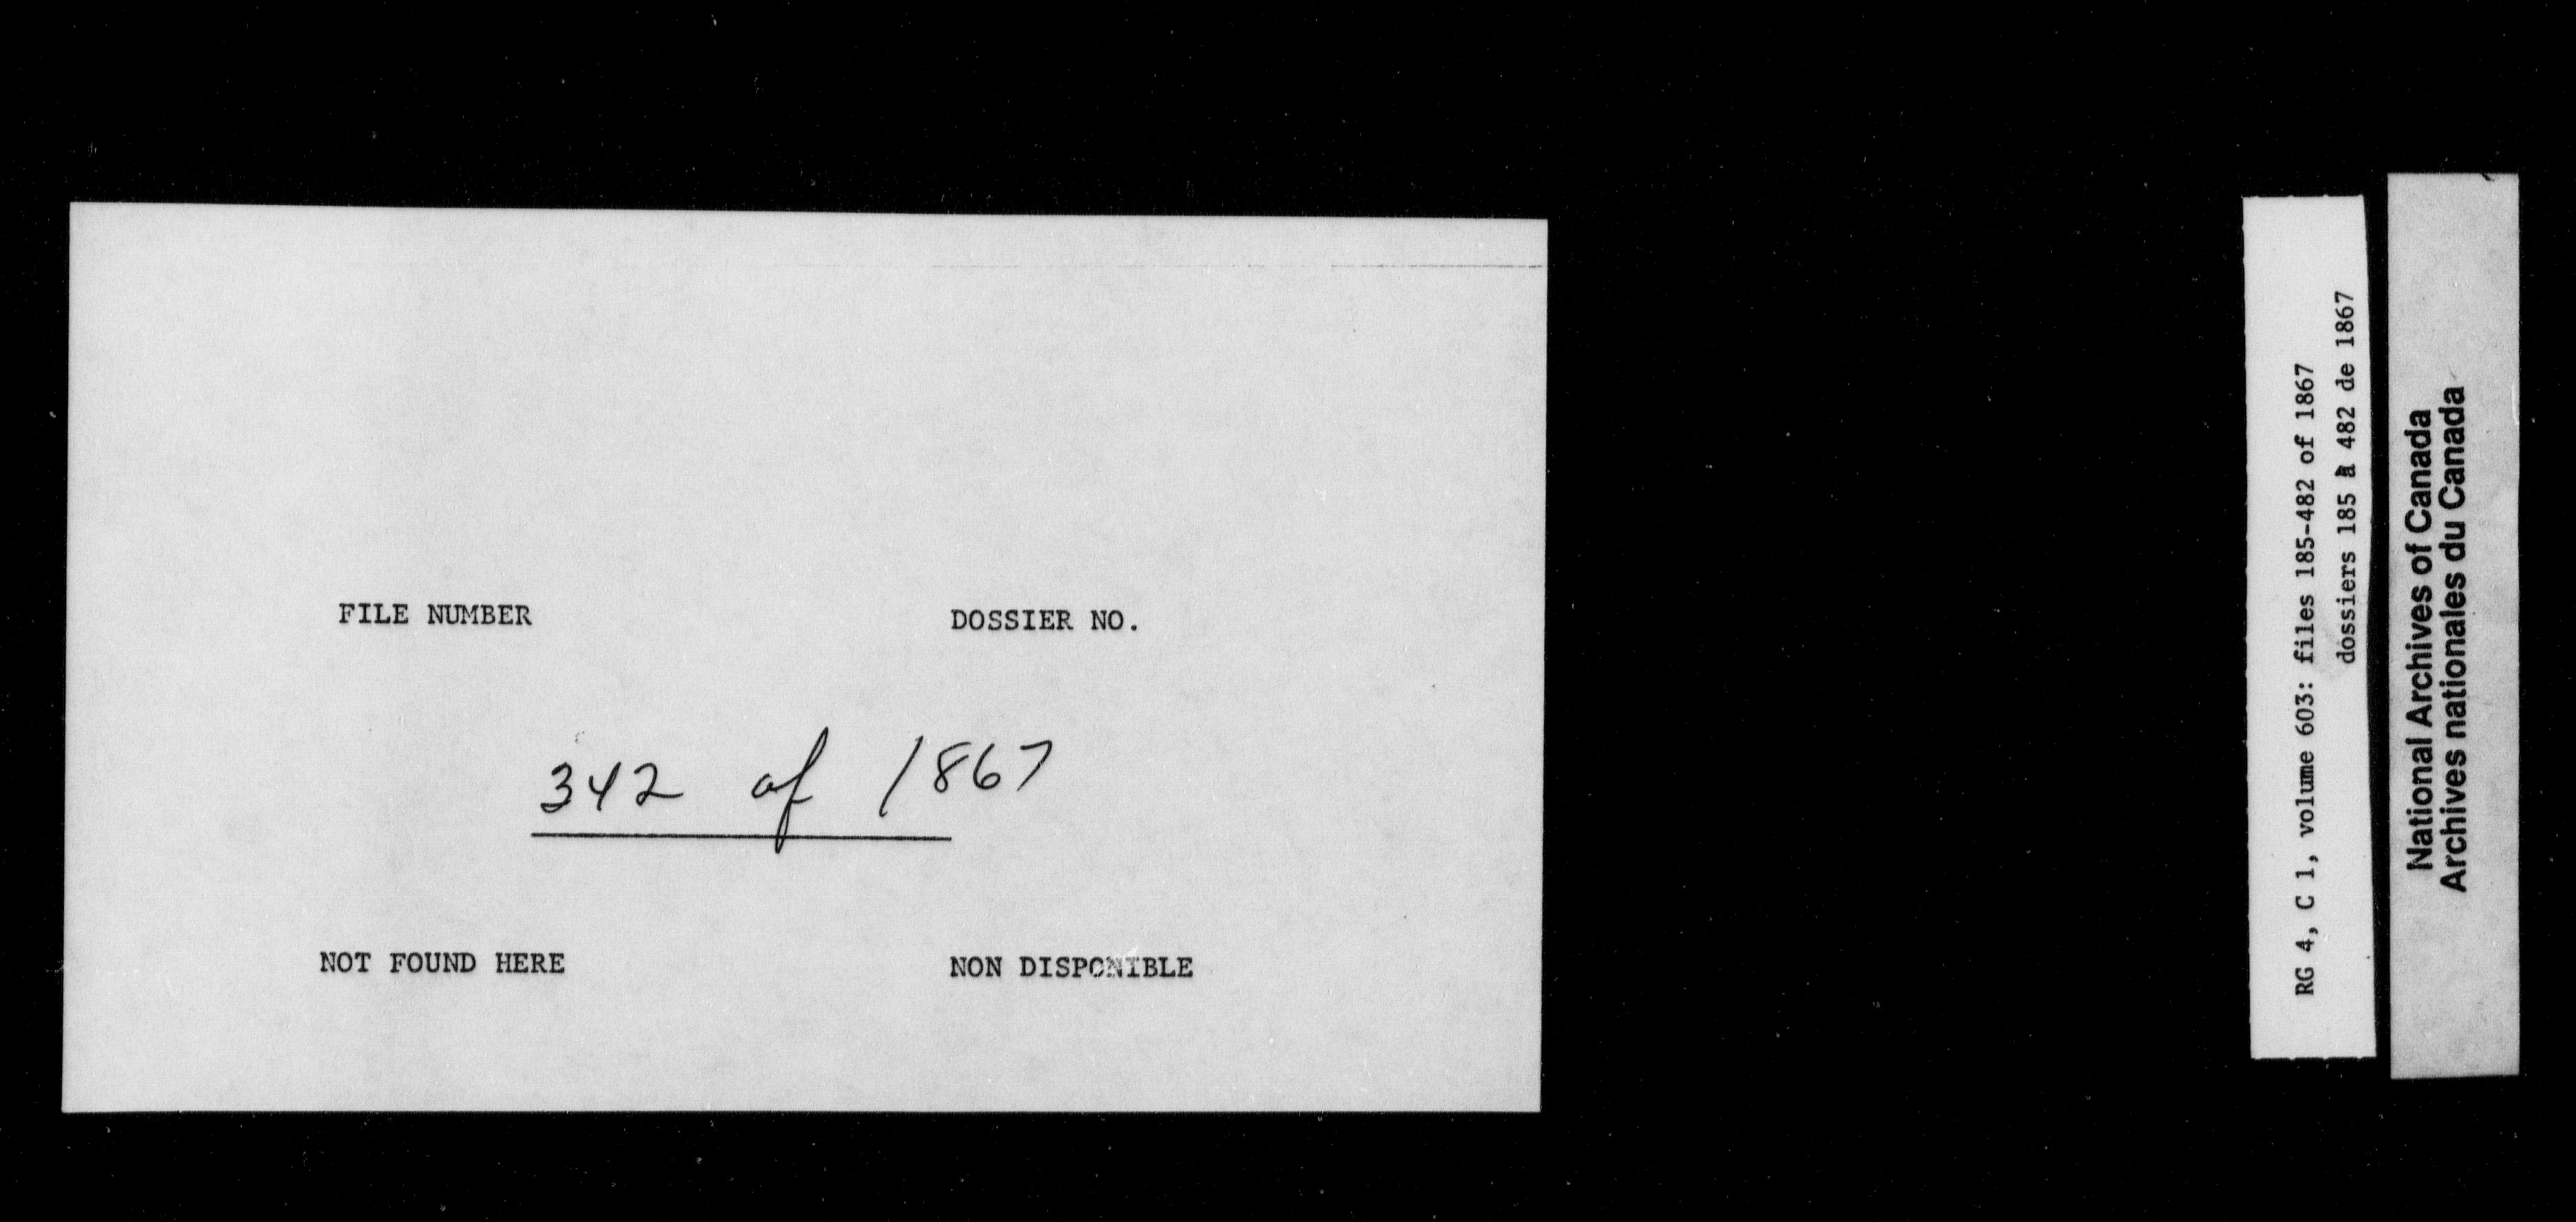 FILE NUMBER DOSSIER NO.
342 of 1867
NOT FOUND HERE NON DISPONIBLE
RG 4, C 1, volume 603: files 185-482 of 1867
dossiers 185 à 482 de 1867
National Archives of Canada
Archives nationales du Canada